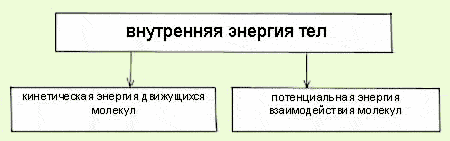 внутренняя энергия тел
кинетическая энергия движущихся
молекул
потенциальная энергия
взаимодействия молекул